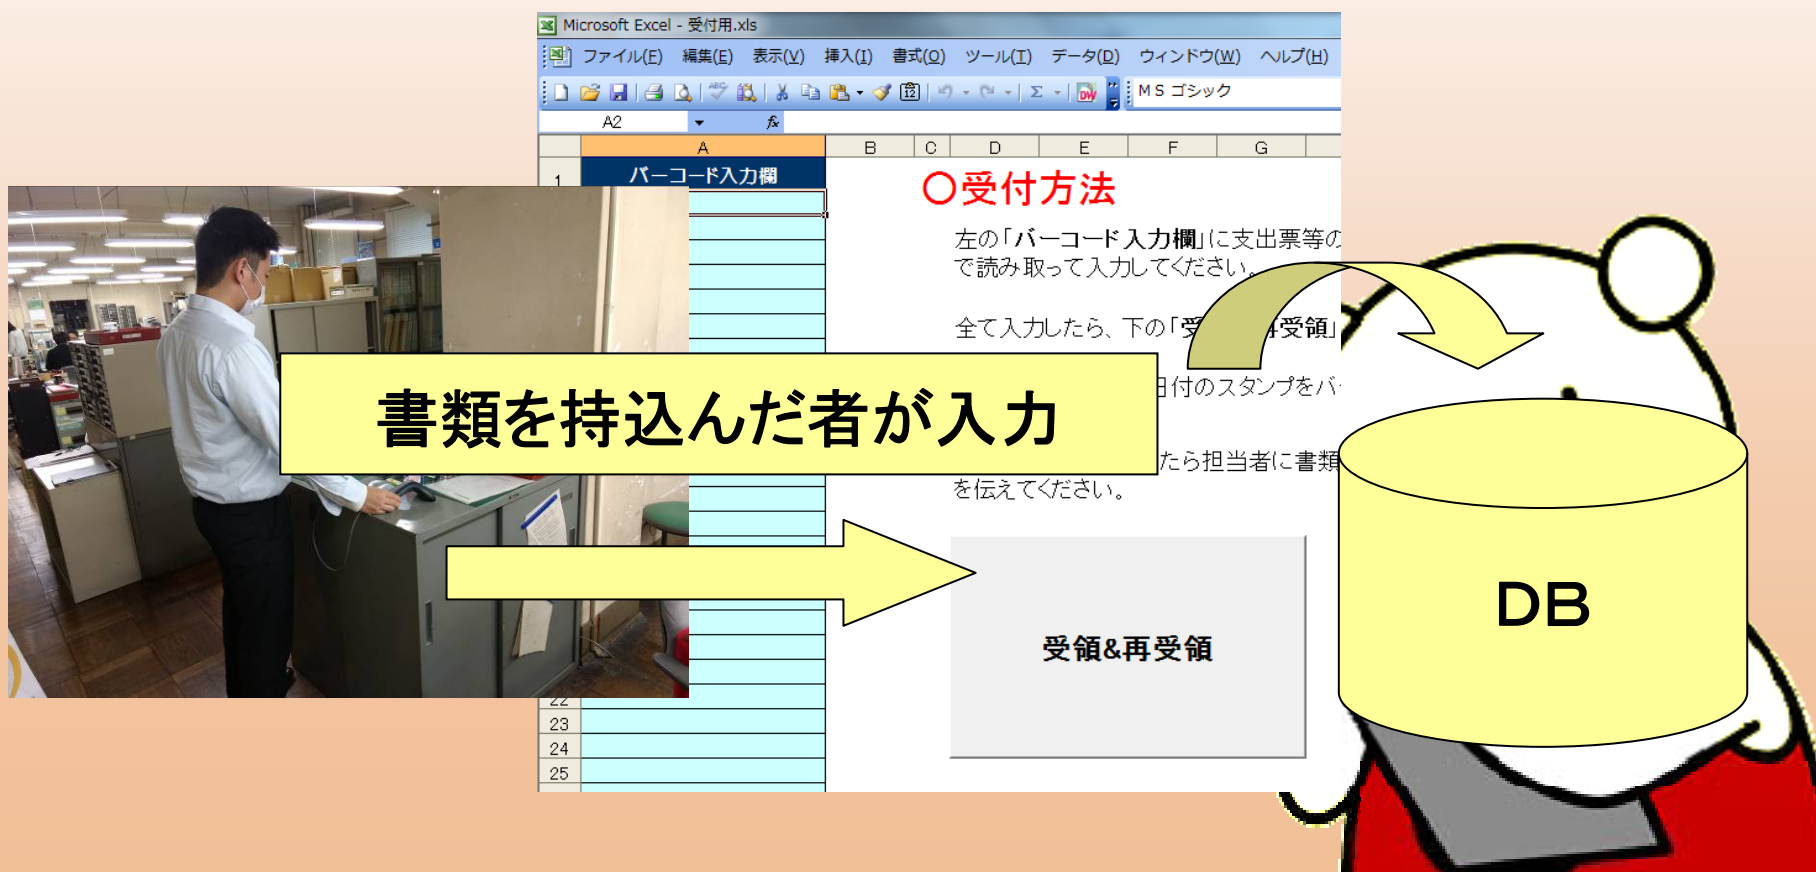 Microsoft Excel - 受付用.xls
ファイル(F) 編集(E) 表示(V) 挿入(I) 書式(O) ツール(T) データ(D) ウィンドウ(W) ヘルプ(H)
ＭＳ ゴシック
A2
fx
A B C D E F G
1 バーコード入力欄
○受付方法
左の「バーコード入力欄」に支出票等の
で読み取って入力してください。
全て入力したら、下の「受 再受領」
日付のスタンプをバ
書類を持込んだ者が入力
たら担当者に書類
を伝えてください。
受領&再受領
DB
22
23
24
25